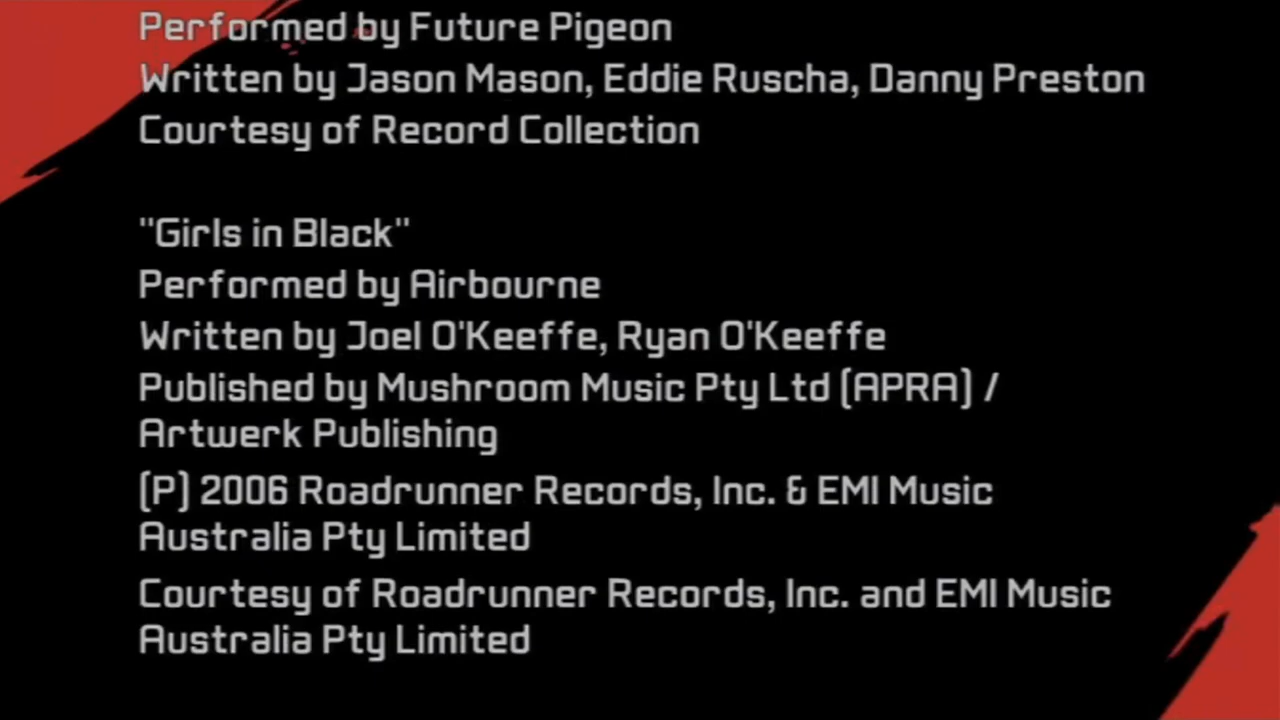 Performed by Future Pigeon
Written by Jason Mason, Eddie Ruscha, Danny Preston
Courtesy of Record Collection
"Girls in Black"
Performed by Airbourne
Written by Joel O'Keeffe, Ryan O'Keeffe
Published by Mushroom Music Pty Ltd (APRA) /
Artwerk Publishing
(P) 2006 Roadrunner Records, Inc. & EMI Music
Australia Pty Limited
Courtesy of Roadrunner Records, Inc. and EMI Music
Australia Pty Limited